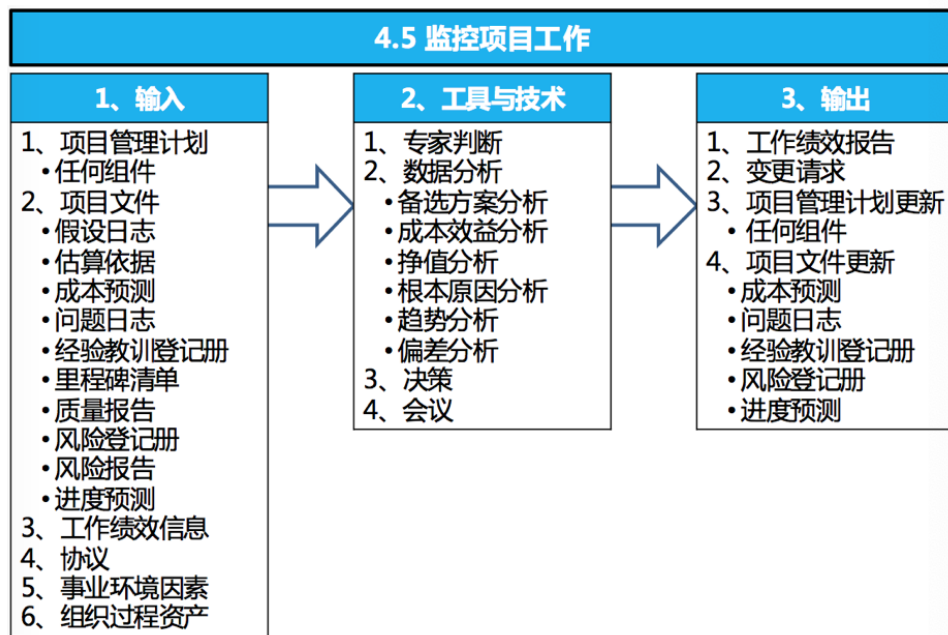 4.5 监控项目工作
1、输入
1、项目管理计划
•任何组件
2、项目文件
•假设日志
•估算依据
•成本预测
•问题日志
•经验教训登记册
•里程碑清单
•质量报告
•风险登记册
•风险报告
•进度预测
3、工作绩效信息
4、协议
5、事业环境因素
6、组织过程资产
2、工具与技术
1、专家判断
2、数据分析
•备选方案分析
•成本效益分析
•挣值分析
•根本原因分析
•趋势分析
•偏差分析
3、决策
4、会议
3、输出
1、工作绩效报告
2、变更请求
3、项目管理计划更新
•任何组件
4、项目文件更新
•成本预测
•问题日志
•经验教训登记册
•风险登记册
•进度预测